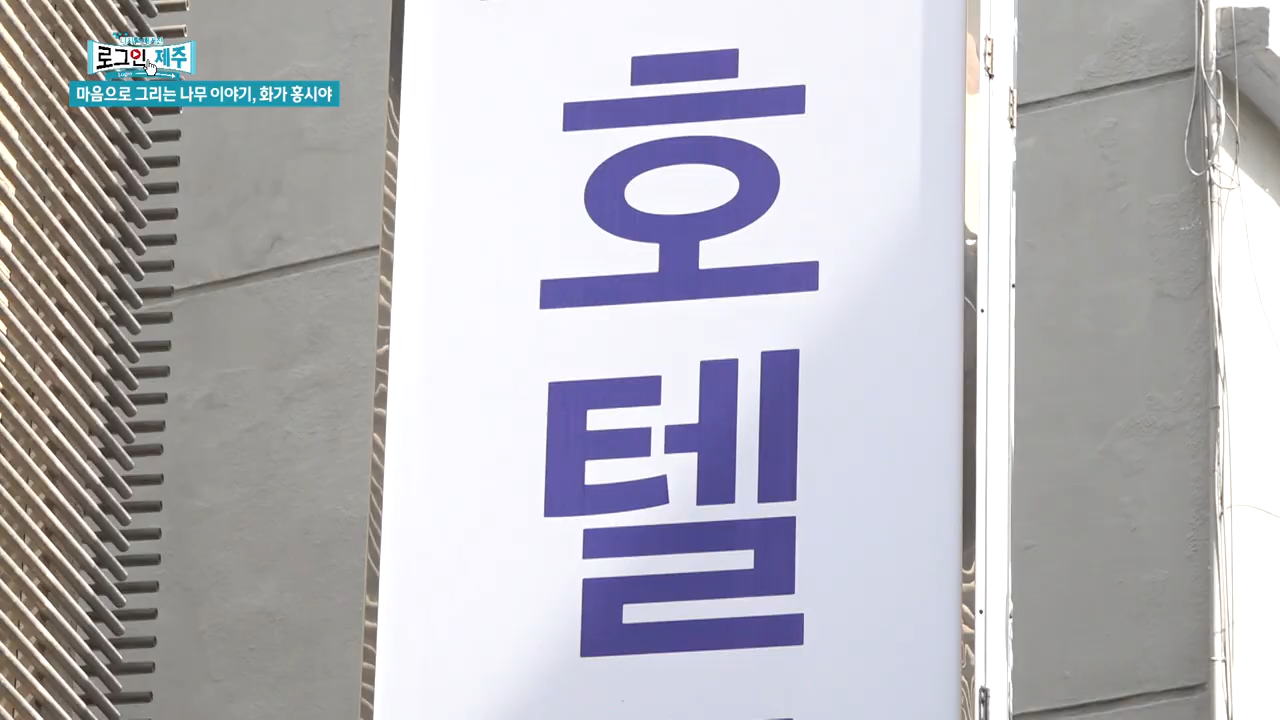 로그인 제주
마음으로 그리는 나무 이야기, 화가 홍시야
호텔